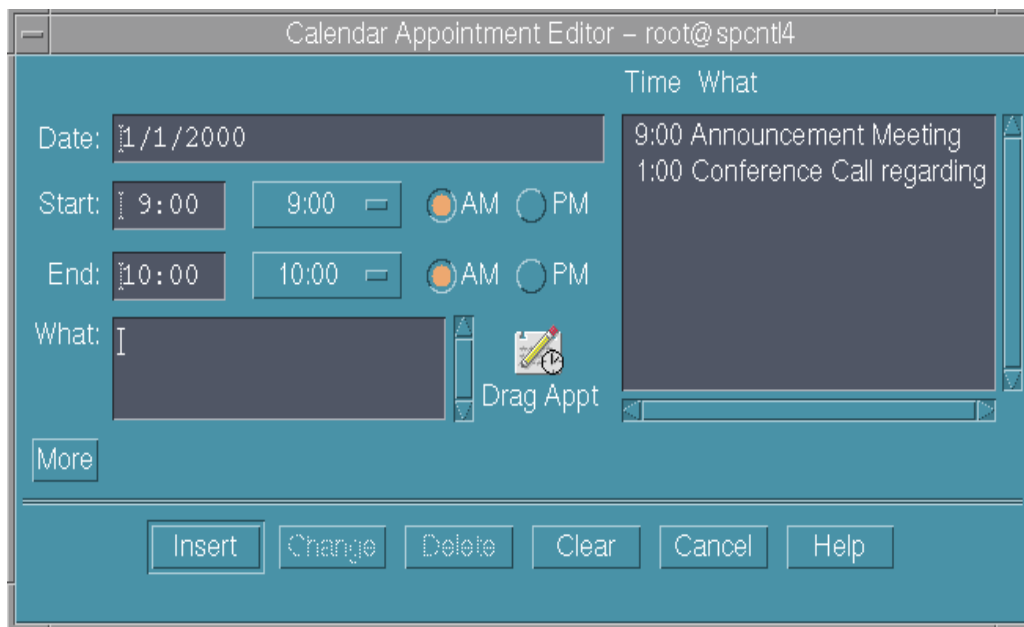 Calendar Appointment Editor – root@spcntl4
Time What
Date: 1/1/2000
9:00 Announcement Meeting
1:00 Conference Call regarding
Start: 9:00 9:00 AM PM
End: 10:00 10:00 AM PM
What:
Drag Appt
More
Insert Change Delete Clear Cancel Help